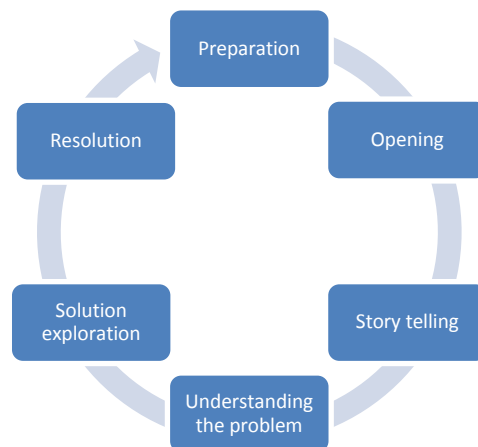 Preparation
Opening
Story telling
Understanding
the problem
Solution
exploration
Resolution